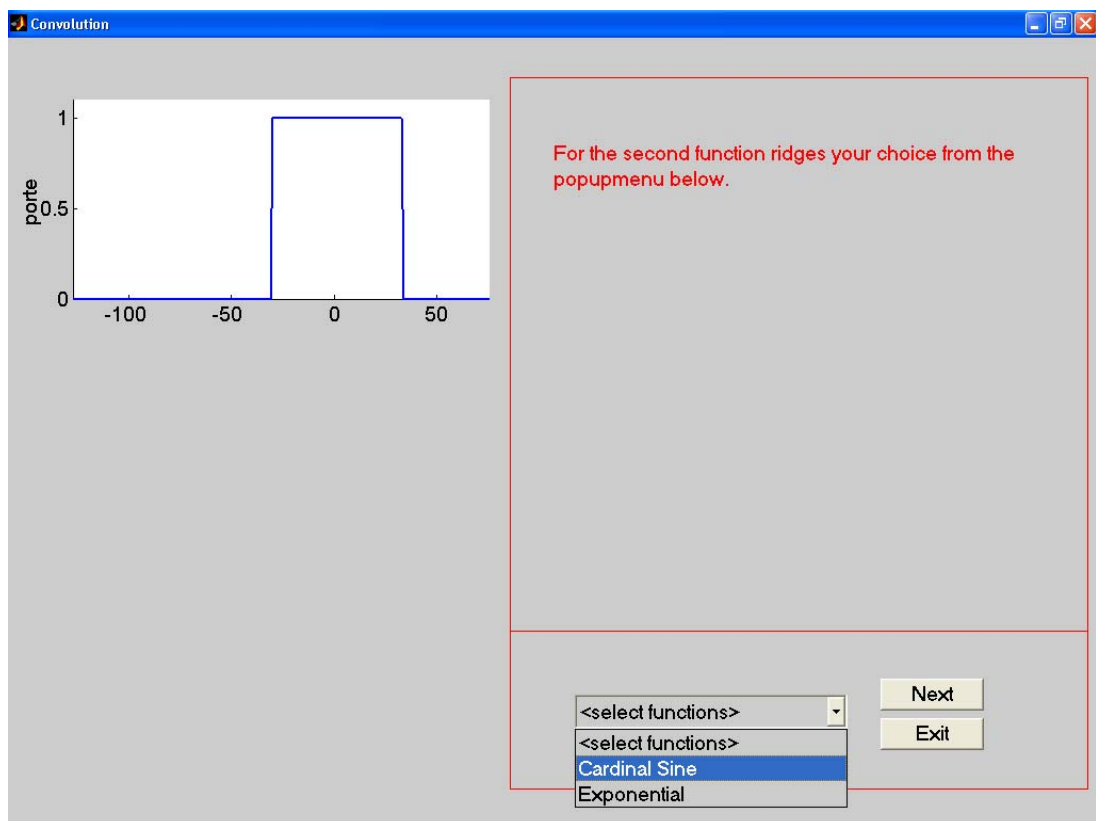 Convolution
1
0.5
0
porte
-100 -50 0 50
For the second function ridges your choice from the
popupmenu below.
<select functions>
<select functions>
Cardinal Sine
Exponential
Next
Exit